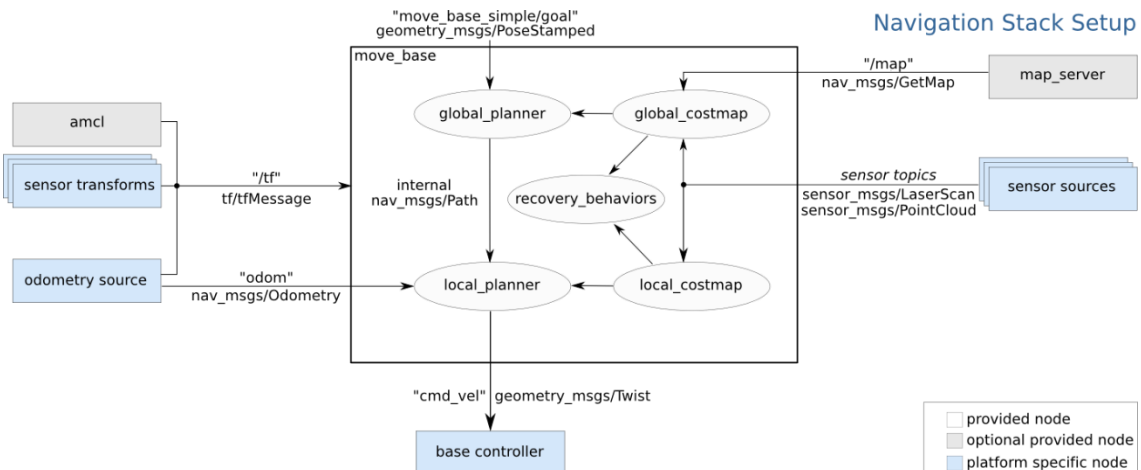 Navigation Stack Setup
"move_base_simple/goal"
geometry_msgs/PoseStamped
move_base
"/map"
nav_msgs/GetMap
map_server
amcl
global_planner
global_costmap
sensor transforms
"/tf"
tf/tfMessage
internal
nav_msgs/Path
recovery_behaviors
sensor topics
sensor_msgs/LaserScan
sensor_msgs/PointCloud
sensor sources
odometry source
"odom"
nav_msgs/Odometry
local_planner
local_costmap
"cmd_vel" geometry_msgs/Twist
base controller
provided node
optional provided node
platform specific node